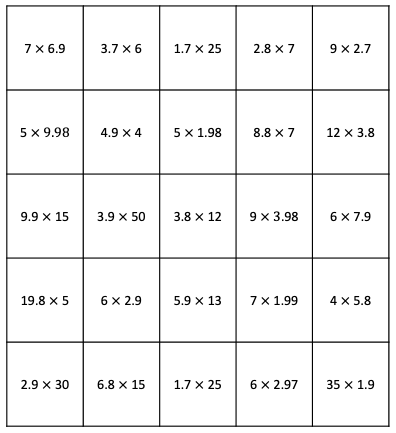 7 × 6.9 3.7 × 6 1.7 × 25 2.8 × 7 9 × 2.7
5 × 9.98 4.9 × 4 5 × 1.98 8.8 × 7 12 × 3.8
9.9 × 15 3.9 × 50 3.8 × 12 9 × 3.98 6 × 7.9
19.8 × 5 6 × 2.9 5.9 × 13 7 × 1.99 4 × 5.8
2.9 × 30 6.8 × 15 1.7 × 25 6 × 2.97 35 × 1.9